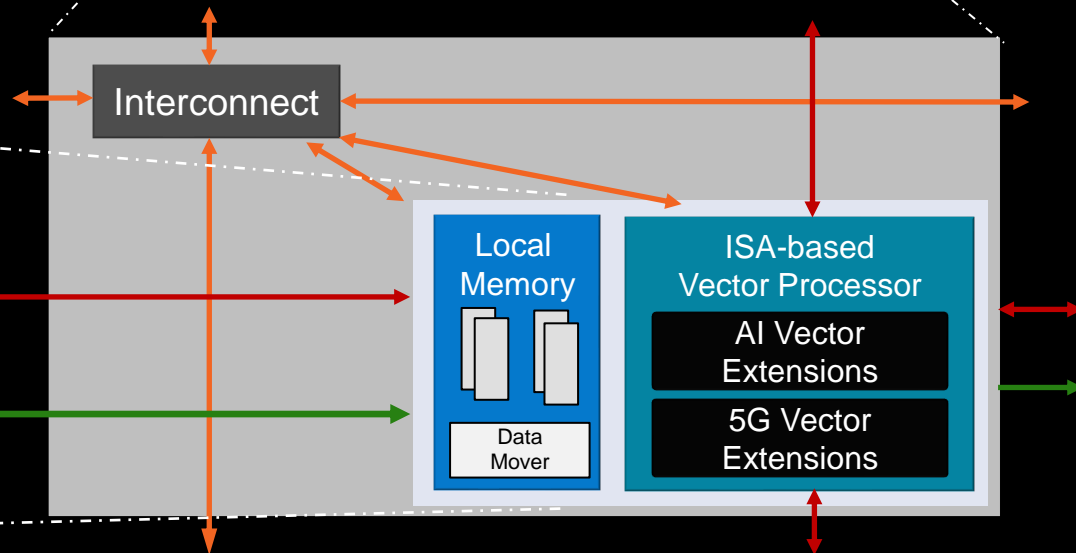 Interconnect
Local
Memory
Data
Mover
ISA-based
Vector Processor
AI Vector
Extensions
5G Vector
Extensions